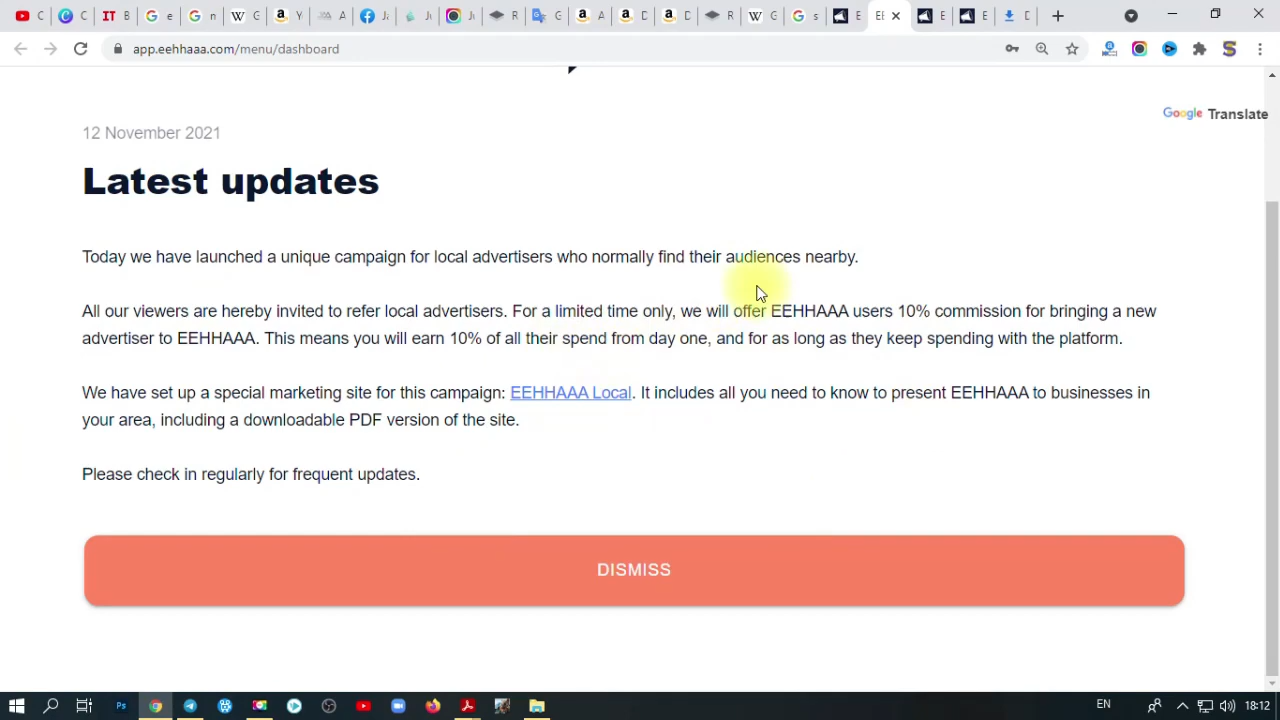 C
C
IT B
e
n
C
Y
A
Ja
Ju
Ju
R
C
A
D
D
R
C
s
E
EE
E
E
D
app.eehhaaa.com/menu/dashboard
Google Translate
12 November 2021
Latest updates
Today we have launched a unique campaign for local advertisers who normally find their audiences nearby.
All our viewers are hereby invited to refer local advertisers. For a limited time only, we will offer EEHHAAA users 10% commission for bringing a new
advertiser to EEHHAAA. This means you will earn 10% of all their spend from day one, and for as long as they keep spending with the platform.
We have set up a special marketing site for this campaign: EEHHAAA Local. It includes all you need to know to present EEHHAAA to businesses in
your area, including a downloadable PDF version of the site.
Please check in regularly for frequent updates.
DISMISS
Ps
EN
18:12